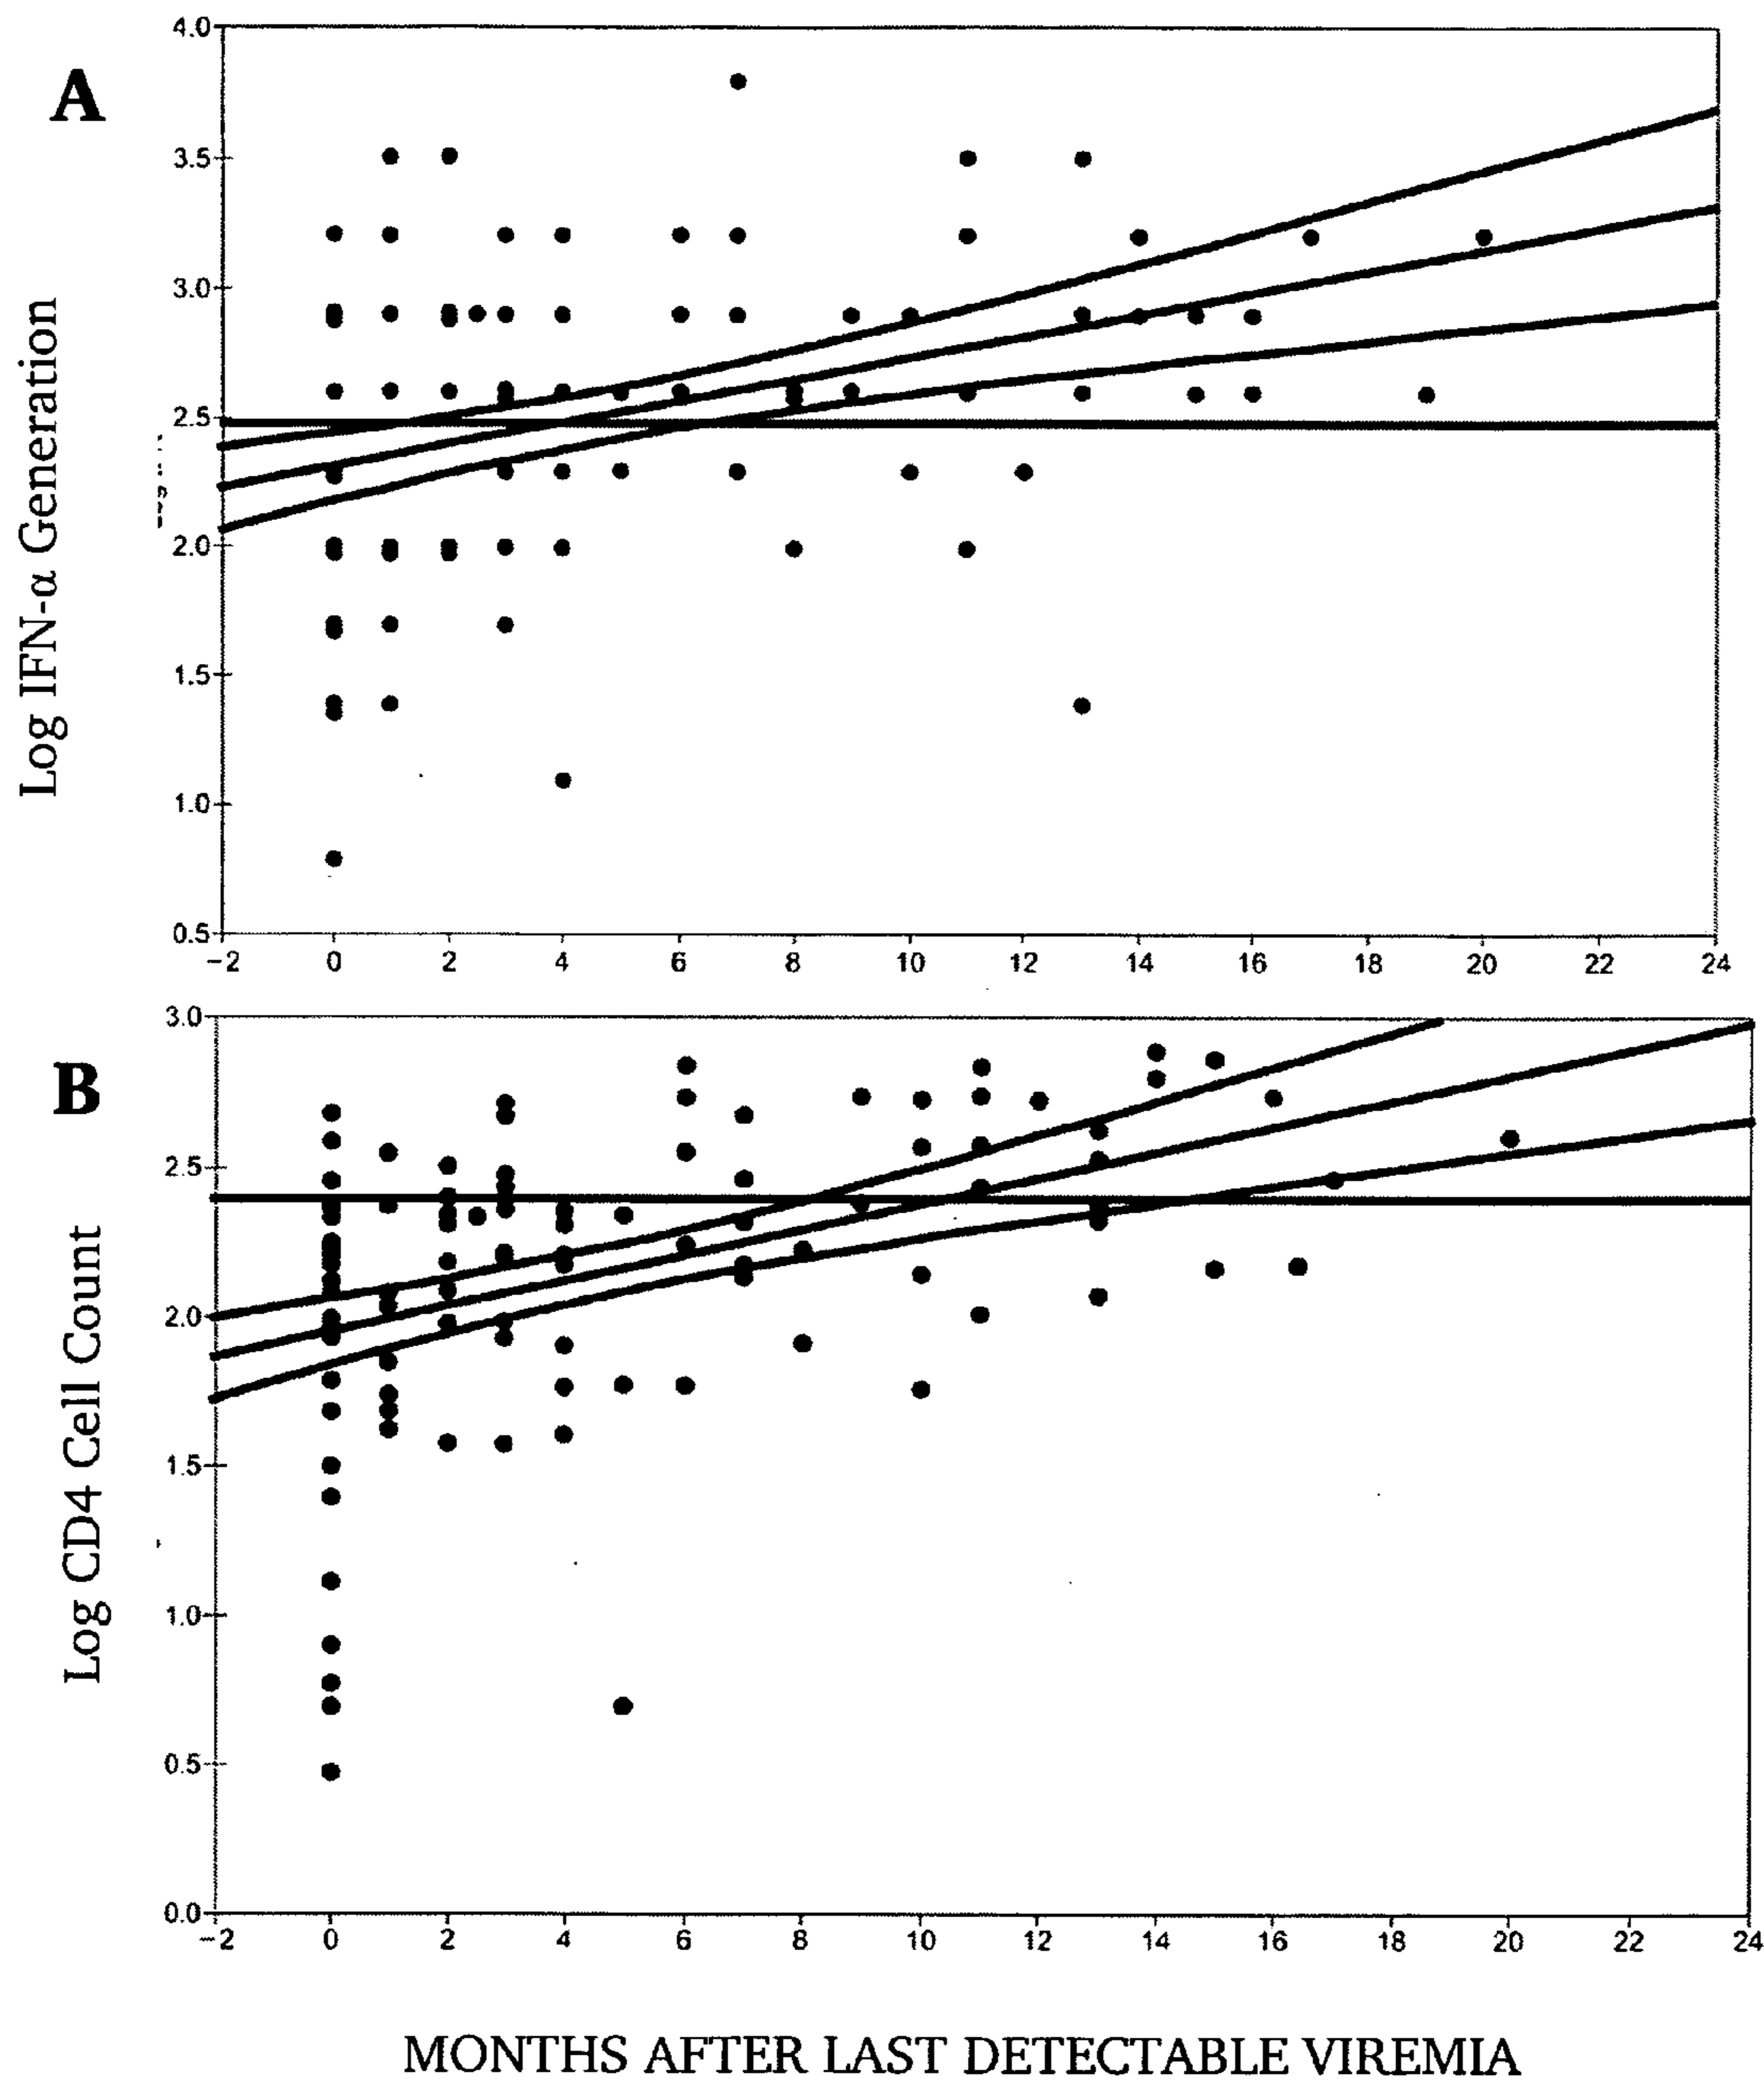 A
Log IFN-α Generation
4.0
3.5
3.0
2.5
2.0
1.5
1.0
0.5
−2 0 2 4 6 8 10 12 14 16 18 20 22 24
B
Log CD4 Cell Count
3.0
2.5
2.0
1.5
1.0
0.5
0.0
−2 0 2 4 6 8 10 12 14 16 18 20 22 24
MONTHS AFTER LAST DETECTABLE VIREMIA